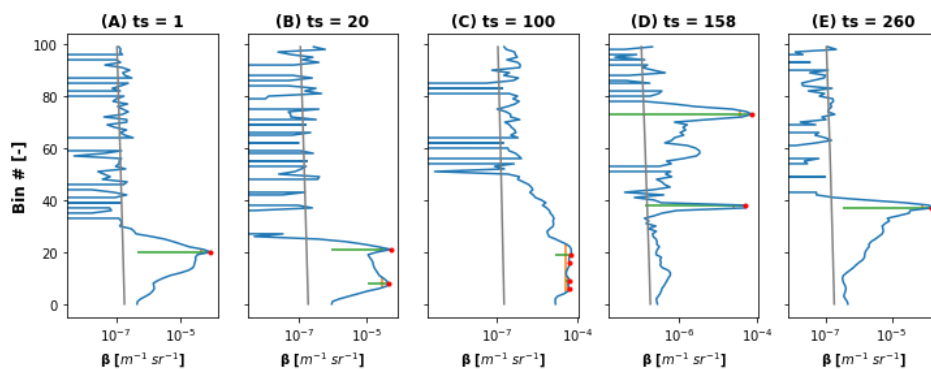 (A) ts = 1 (B) ts = 20 (C) ts = 100 (D) ts = 158 (E) ts = 260
Bin # [-]
100
80
60
40
20
0
10⁻⁷ 10⁻⁵ 10⁻⁷ 10⁻⁵ 10⁻⁷ 10⁻⁴ 10⁻⁶ 10⁻⁴ 10⁻⁷ 10⁻⁵
β [m⁻¹ sr⁻¹] β [m⁻¹ sr⁻¹] β [m⁻¹ sr⁻¹] β [m⁻¹ sr⁻¹] β [m⁻¹ sr⁻¹]